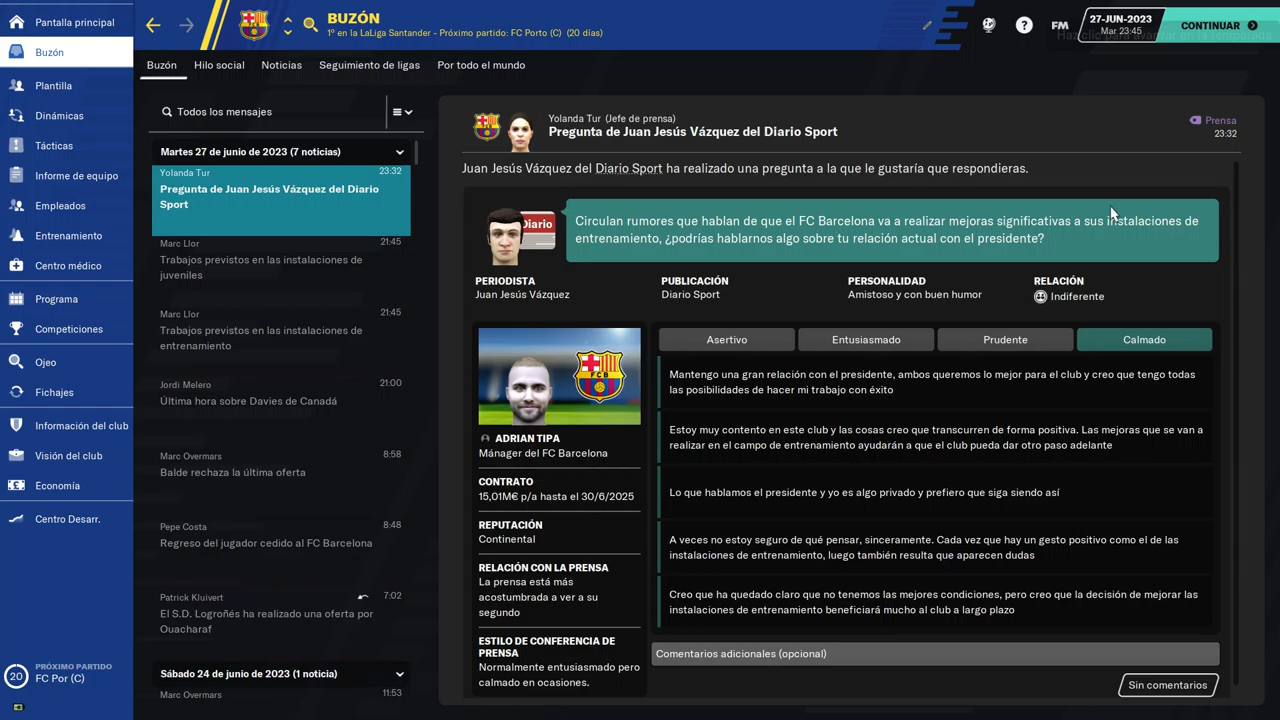 Pantalla principal
Buzón
Plantilla
Dinámicas
Tácticas
Informe de equipo
Empleados
Entrenamiento
Centro médico
Programa
Competiciones
Ojeo
Fichajes
Información del club
Visión del club
Economía
Centro Desarr.
20
PRÓXIMO PARTIDO
FC Por (C)
BUZÓN
1º en la LaLiga Santander - Próximo partido: FC Porto (C) (20 días)
FM
27-JUN-2023
Mar 23:45
CONTINUAR
Buzón
Hilo social
Noticias
Seguimiento de ligas
Por todo el mundo
Todos los mensajes
Martes 27 de junio de 2023 (7 noticias)
Yolanda Tur
23:32
Pregunta de Juan Jesús Vázquez del Diario
Sport
Marc Llor
21:45
Trabajos previstos en las instalaciones de
juveniles
Marc Llor
21:45
Trabajos previstos en las instalaciones de
entrenamiento
Jordi Melero
21:00
Última hora sobre Davies de Canadá
Marc Overmars
8:58
Balde rechaza la última oferta
Pepe Costa
8:48
Regreso del jugador cedido al FC Barcelona
Patrick Kluivert
7:02
El S.D. Logroñés ha realizado una oferta por
Ouacharaf
Sábado 24 de junio de 2023 (1 noticia)
Marc Overmars
11:53
Yolanda Tur (Jefe de prensa)
Pregunta de Juan Jesús Vázquez del Diario Sport
Prensa
23:32
Juan Jesús Vázquez del Diario Sport ha realizado una pregunta a la que le gustaría que respondieras.
Diario
Circulan rumores que hablan de que el FC Barcelona va a realizar mejoras significativas a sus instalaciones de
entrenamiento, ¿podrías hablarnos algo sobre tu relación actual con el presidente?
PERIODISTA
Juan Jesús Vázquez
PUBLICACIÓN
Diario Sport
PERSONALIDAD
Amistoso y con buen humor
RELACIÓN
Indiferente
FCB
ADRIAN TIPA
Mánager del FC Barcelona
CONTRATO
15,01M€ p/a hasta el 30/6/2025
REPUTACIÓN
Continental
RELACIÓN CON LA PRENSA
La prensa está más
acostumbrada a ver a su
segundo
ESTILO DE CONFERENCIA DE
PRENSA
Normalmente entusiasmado pero
calmado en ocasiones.
Asertivo
Entusiasmado
Prudente
Calmado
Mantengo una gran relación con el presidente, ambos queremos lo mejor para el club y creo que tengo todas
las posibilidades de hacer mi trabajo con éxito
Estoy muy contento en este club y las cosas creo que transcurren de forma positiva. Las mejoras que se van a
realizar en el campo de entrenamiento ayudarán a que el club pueda dar otro paso adelante
Lo que hablamos el presidente y yo es algo privado y prefiero que siga siendo así
A veces no estoy seguro de qué pensar, sinceramente. Cada vez que hay un gesto positivo como el de las
instalaciones de entrenamiento, luego también resulta que aparecen dudas
Creo que ha quedado claro que no tenemos las mejores condiciones, pero creo que la decisión de mejorar las
instalaciones de entrenamiento beneficiará mucho al club a largo plazo
Comentarios adicionales (opcional)
Sin comentarios